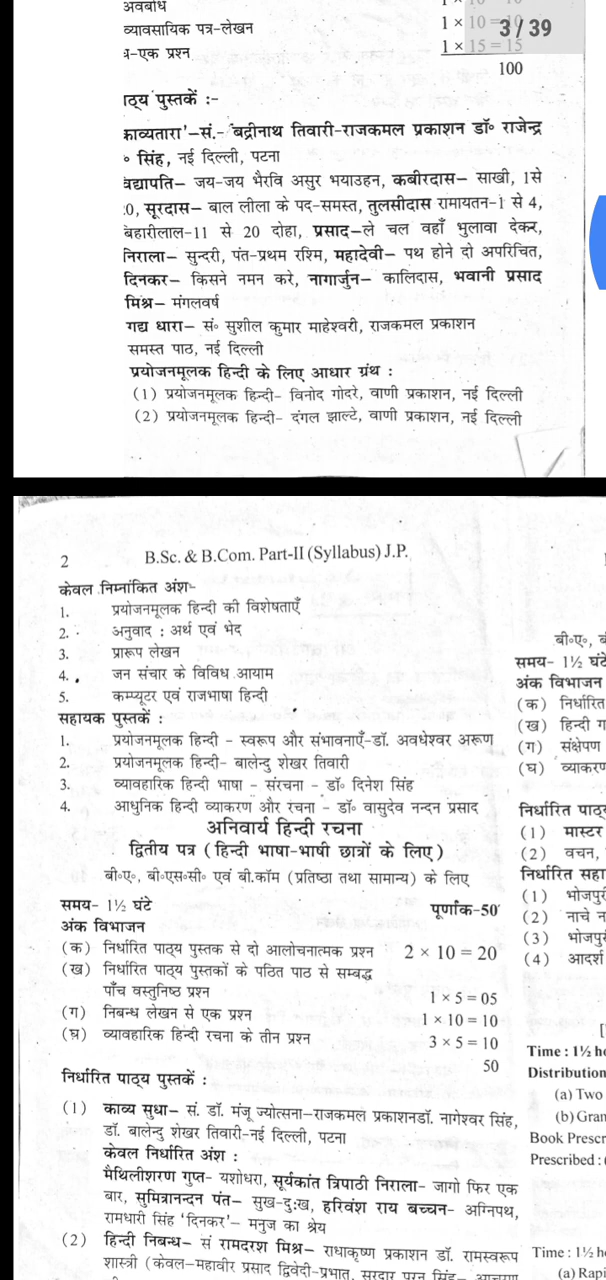 अवबोध
व्यावसायिक पत्र-लेखन 1 × 10 = 10
1 × 15 = 15
3 / 39
-एक प्रश्न
100
ाठ्य पुस्तकें :-
काव्यतारा'–सं.- बद्रीनाथ तिवारी-राजकमल प्रकाशन डॉ॰ राजेन्द्र
॰ सिंह, नई दिल्ली, पटना
वेद्यापति– जय-जय भैरवि असुर भयाउहन, कबीरदास– साखी, 1से
:0, सूरदास– बाल लीला के पद-समस्त, तुलसीदास रामायतन-1 से 4,
बेहारीलाल-11 से 20 दोहा, प्रसाद–ले चल वहाँ भुलावा देकर,
निराला– सुन्दरी, पंत-प्रथम रश्मि, महादेवी– पथ होने दो अपरिचित,
दिनकर– किसने नमन करे, नागार्जुन– कालिदास, भवानी प्रसाद
मिश्र– मंगलवर्ष
गद्य धारा– सं॰ सुशील कुमार माहेश्वरी, राजकमल प्रकाशन
समस्त पाठ, नई दिल्ली
प्रयोजनमूलक हिन्दी के लिए आधार ग्रंथ :
(1) प्रयोजनमूलक हिन्दी- विनोद गोदरे, वाणी प्रकाशन, नई दिल्ली
(2) प्रयोजनमूलक हिन्दी- दंगल झाल्टे, वाणी प्रकाशन, नई दिल्ली
2 B.Sc. & B.Com. Part-II (Syllabus) J.P.
केवल निम्नांकित अंश-
1. प्रयोजनमूलक हिन्दी की विशेषताएँ
2. अनुवाद : अर्थ एवं भेद
3. प्रारूप लेखन
4. जन संचार के विविध आयाम
5. कम्प्यूटर एवं राजभाषा हिन्दी
सहायक पुस्तकें :
1. प्रयोजनमूलक हिन्दी - स्वरूप और संभावनाएँ-डॉ. अवधेश्वर अरूण
2. प्रयोजनमूलक हिन्दी- बालेन्दु शेखर तिवारी
3. व्यावहारिक हिन्दी भाषा - संरचना - डॉ॰ दिनेश सिंह
4. आधुनिक हिन्दी व्याकरण और रचना - डॉ॰ वासुदेव नन्दन प्रसाद
अनिवार्य हिन्दी रचना
द्वितीय पत्र (हिन्दी भाषा-भाषी छात्रों के लिए)
बी॰ए॰, बी॰एस॰सी॰ एवं बी.कॉम (प्रतिष्ठा तथा सामान्य) के लिए
समय- 1½ घंटे पूर्णांक-50
अंक विभाजन
(क) निर्धारित पाठ्य पुस्तक से दो आलोचनात्मक प्रश्न 2 × 10 = 20
(ख) निर्धारित पाठ्य पुस्तकों के पठित पाठ से सम्बद्ध
पाँच वस्तुनिष्ठ प्रश्न 1 × 5 = 05
(ग) निबन्ध लेखन से एक प्रश्न 1 × 10 = 10
(घ) व्यावहारिक हिन्दी रचना के तीन प्रश्न 3 × 5 = 10
50
निर्धारित पाठ्य पुस्तकें :
(1) काव्य सुधा– सं. डॉ. मंजू ज्योत्सना–राजकमल प्रकाशनडॉ. नागेश्वर सिंह,
डॉ. बालेन्दु शेखर तिवारी-नई दिल्ली, पटना
केवल निर्धारित अंश :
मैथिलीशरण गुप्त- यशोधरा, सूर्यकांत त्रिपाठी निराला- जागो फिर एक
बार, सुमित्रानन्दन पंत- सुख-दु:ख, हरिवंश राय बच्चन- अग्निपथ,
रामधारी सिंह 'दिनकर'– मनुज का श्रेय
(2) हिन्दी निबन्ध- सं रामदरश मिश्र- राधाकृष्ण प्रकाशन डॉ. रामस्वरूप
शास्त्री (केवल-महावीर प्रसाद द्विवेदी-प्रभात, सरदार पूरन सिंह-
बी॰ए॰,
समय- 1½ घंटे
अंक विभाजन
(क) निर्धारित
(ख) हिन्दी ग
(ग) संक्षेपण
(घ) व्याकरण
निर्धारित पाठ्
(1) मास्टर
(2) वचन,
निर्धारित सहा
(1) भोजपुरी
(2) नाचे न
(3) भोजपुर
(4) आदर्श
[
Time : 1½ ho
Distribution
(a) Two
(b) Gran
Book Prescr
Prescribed : (
Time : 1½ h
(a) Rapi